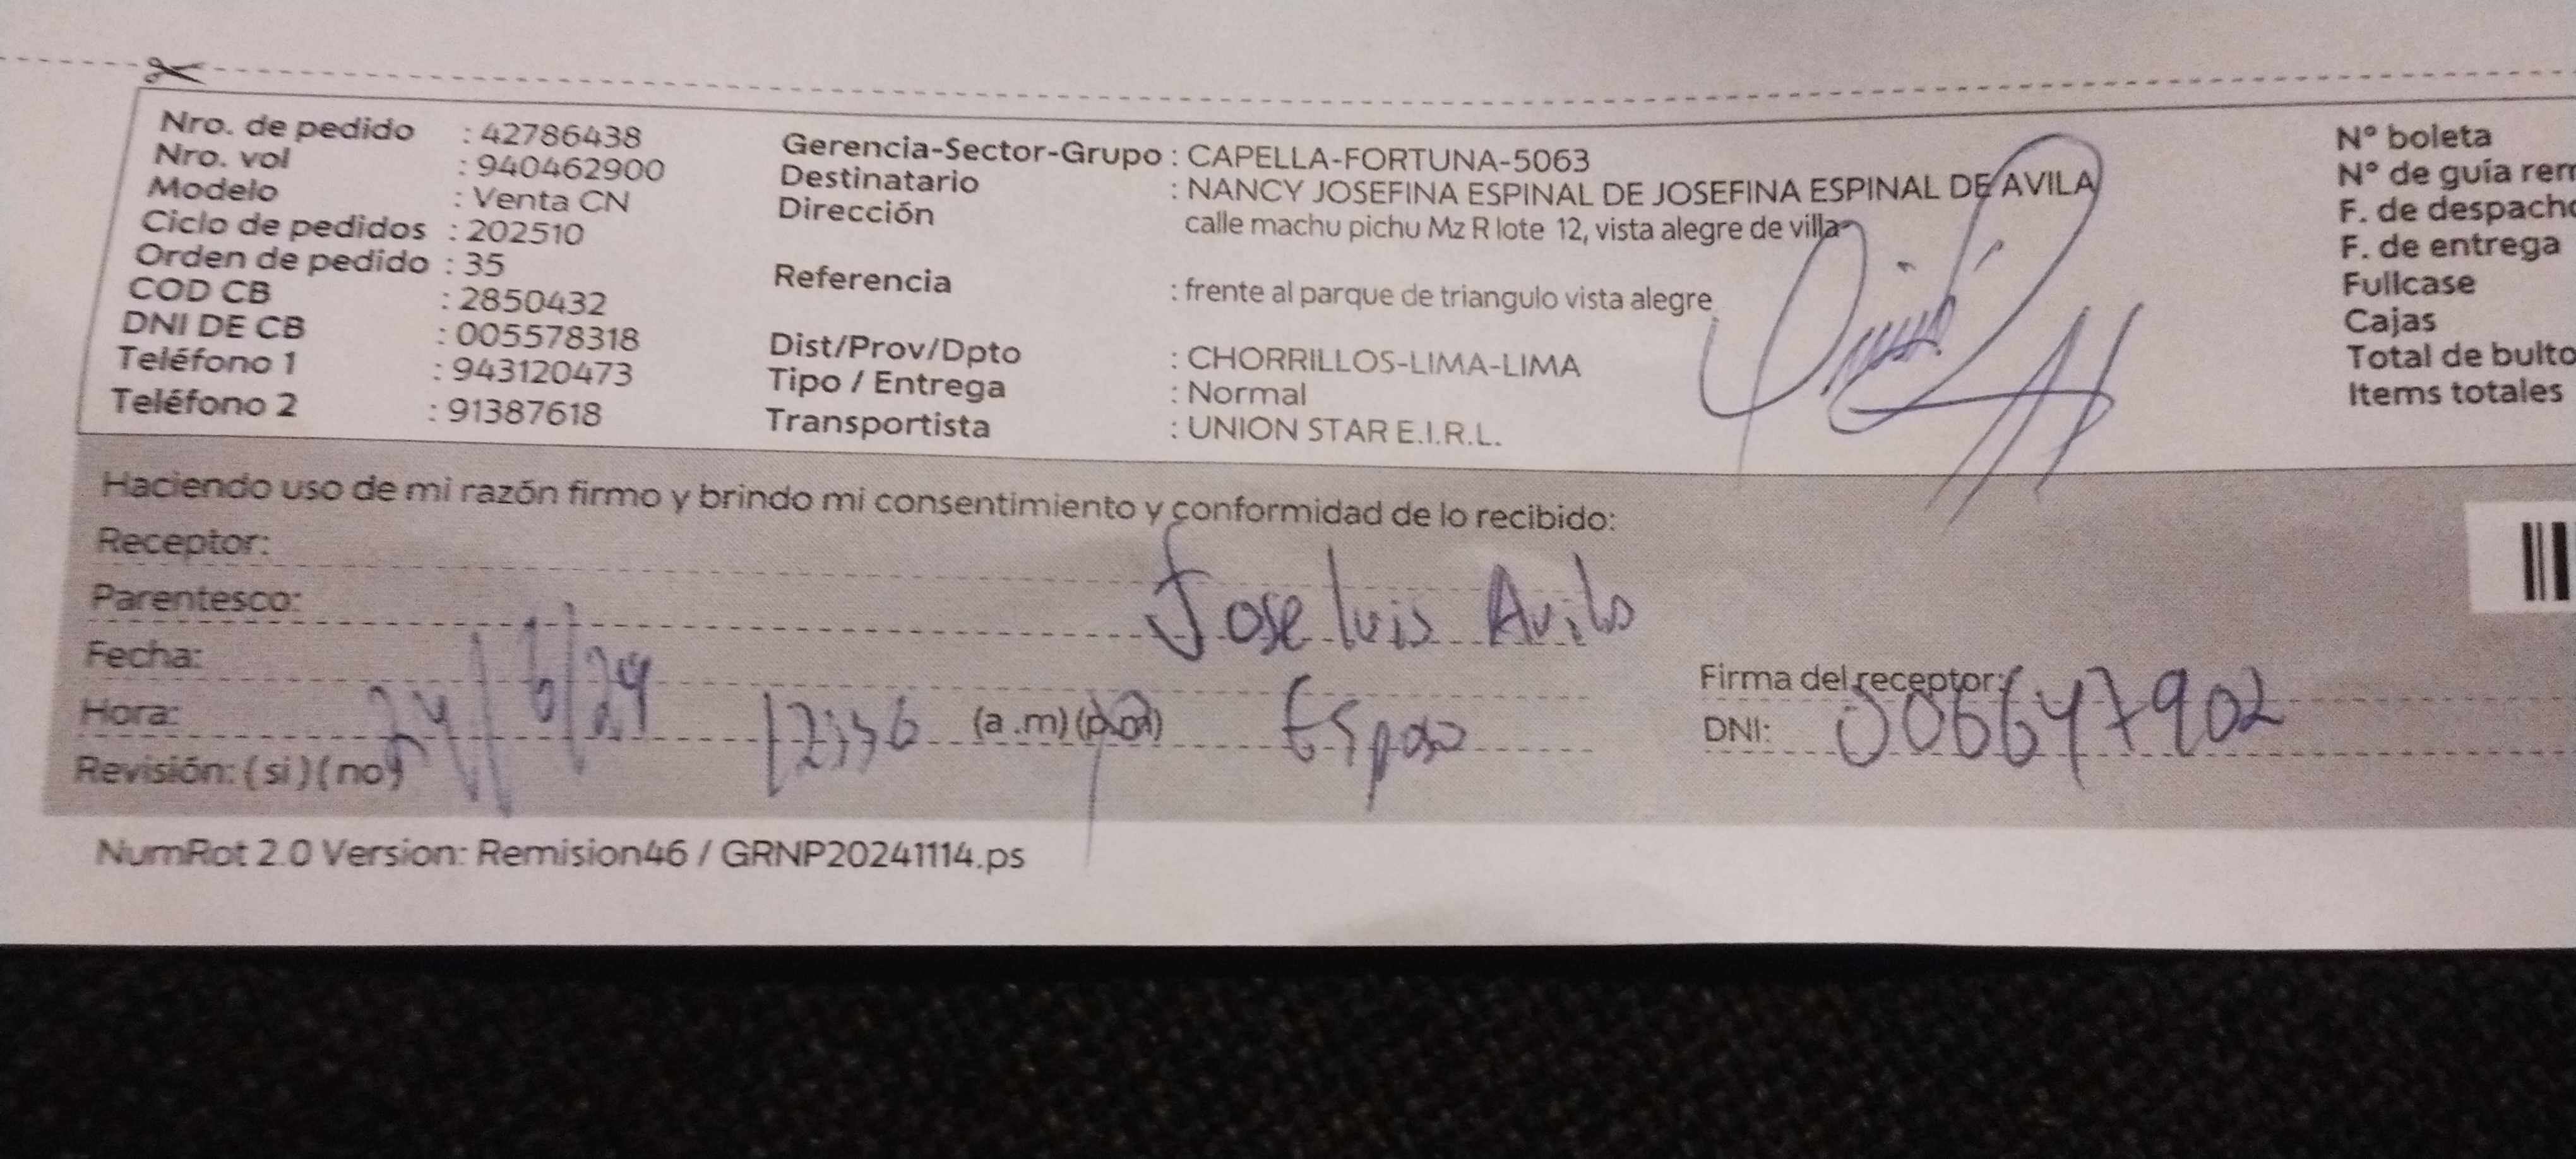 Nro. de pedido : 42786438
Nro. vol : 940462900
Modelo : Venta CN
Ciclo de pedidos : 202510
Orden de pedido : 35
COD CB : 2850432
DNI DE CB : 005578318
Teléfono 1 : 943120473
Teléfono 2 : 91387618
Gerencia-Sector-Grupo : CAPELLA-FORTUNA-5063
Destinatario : NANCY JOSEFINA ESPINAL DE JOSEFINA ESPINAL DE AVILA
Dirección calle machu pichu Mz R lote 12, vista alegre de villa
Referencia : frente al parque de triangulo vista alegre
Dist/Prov/Dpto : CHORRILLOS-LIMA-LIMA
Tipo / Entrega : Normal
Transportista : UNION STAR E.I.R.L.
N° boleta
N° de guía
F. de despacho
F. de entrega
Fullcase
Cajas
Total de
Items totales
Haciendo uso de mi razón firmo y brindo mi consentimiento y conformidad de lo recibido:
Receptor: Jose luis Avila
Parentesco: Esposo
Fecha: 24/6/24
Hora: (a.m) (p.m)
Revisión: (si) (no)
Firma del receptor:
DNI: 006647902
NumRot 2.0 Version: Remision46 / GRNP20241114.ps